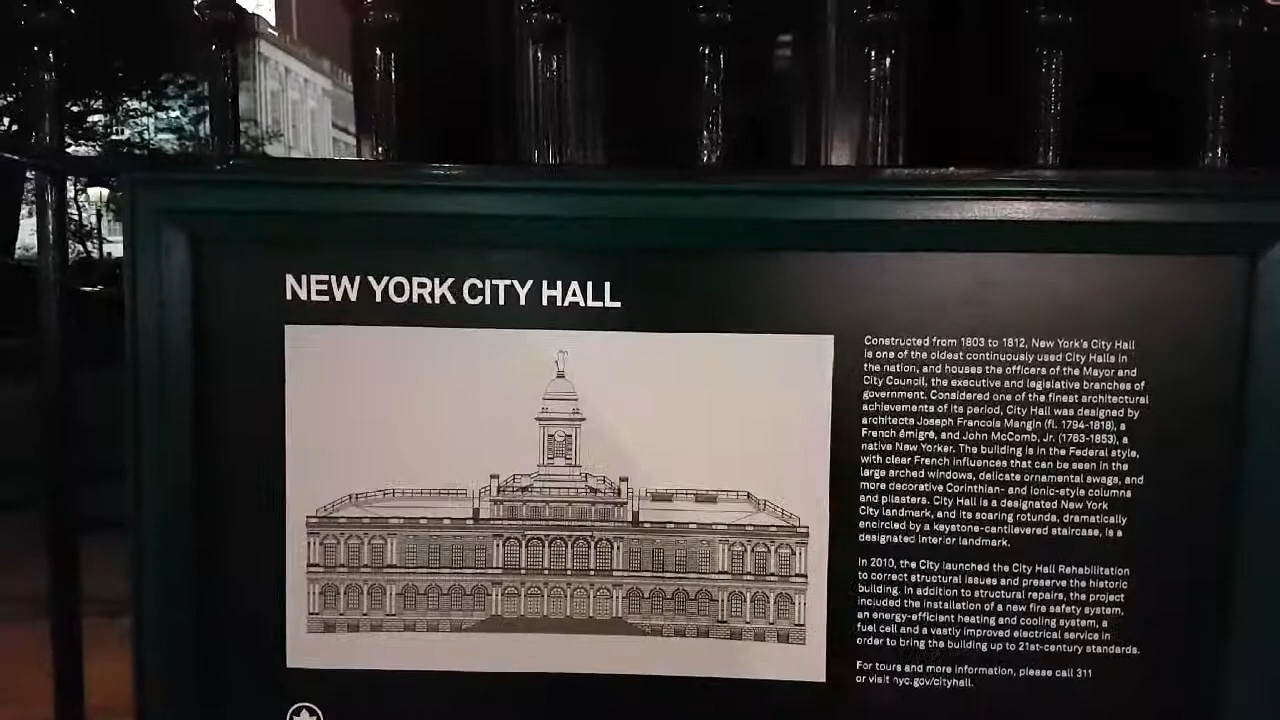 NEW YORK CITY HALL
Constructed from 1803 to 1812, New York's City Hall
is one of the oldest continuously used City Halls in
the nation, and houses the officers of the Mayor and
City Council, the executive and legislative branches of
government. Considered one of the finest architectural
achievements of its period, City Hall was designed by
architects Joseph Francois Mangin (fl. 1794-1818), a
French émigré, and John McComb, Jr. (1763-1853), a
native New Yorker. The building is in the Federal style,
with clear French influences that can be seen in the
large arched windows, delicate ornamental swags, and
more decorative Corinthian- and Ionic-style columns
and pilasters. City Hall is a designated New York
City landmark, and its soaring rotunda, dramatically
encircled by a keystone-cantilevered staircase, is a
designated interior landmark.
In 2010, the City launched the City Hall Rehabilitation
to correct structural issues and preserve the historic
building. In addition to structural repairs, the project
included the installation of a new fire safety system,
an energy-efficient heating and cooling system, a
fuel cell and a vastly improved electrical service in
order to bring the building up to 21st-century standards.
For tours and more information, please call 311
or visit nyc.gov/cityhall.